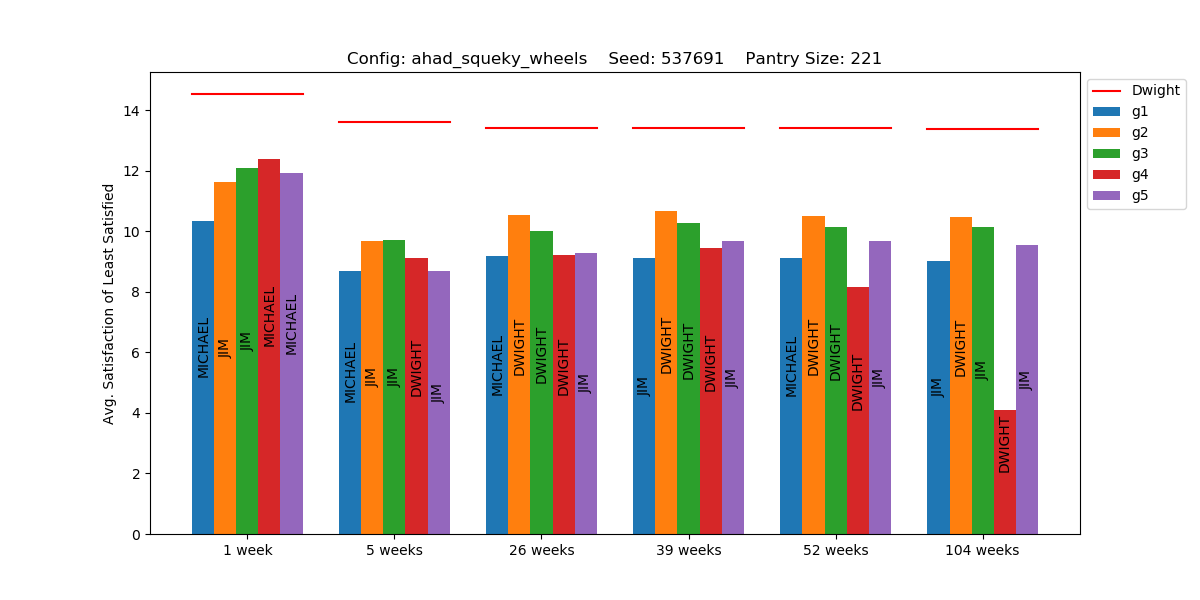 Config: ahad_squeky_wheels    Seed: 537691    Pantry Size: 221
Avg. Satisfaction of Least Satisfied
14
12
10
8
6
4
2
0
MICHAEL JIM JIM MICHAEL MICHAEL
MICHAEL JIM JIM DWIGHT JIM
MICHAEL DWIGHT DWIGHT DWIGHT JIM
JIM DWIGHT DWIGHT DWIGHT JIM
MICHAEL DWIGHT DWIGHT DWIGHT JIM
JIM DWIGHT JIM DWIGHT JIM
1 week 5 weeks 26 weeks 39 weeks 52 weeks 104 weeks
Dwight
g1
g2
g3
g4
g5